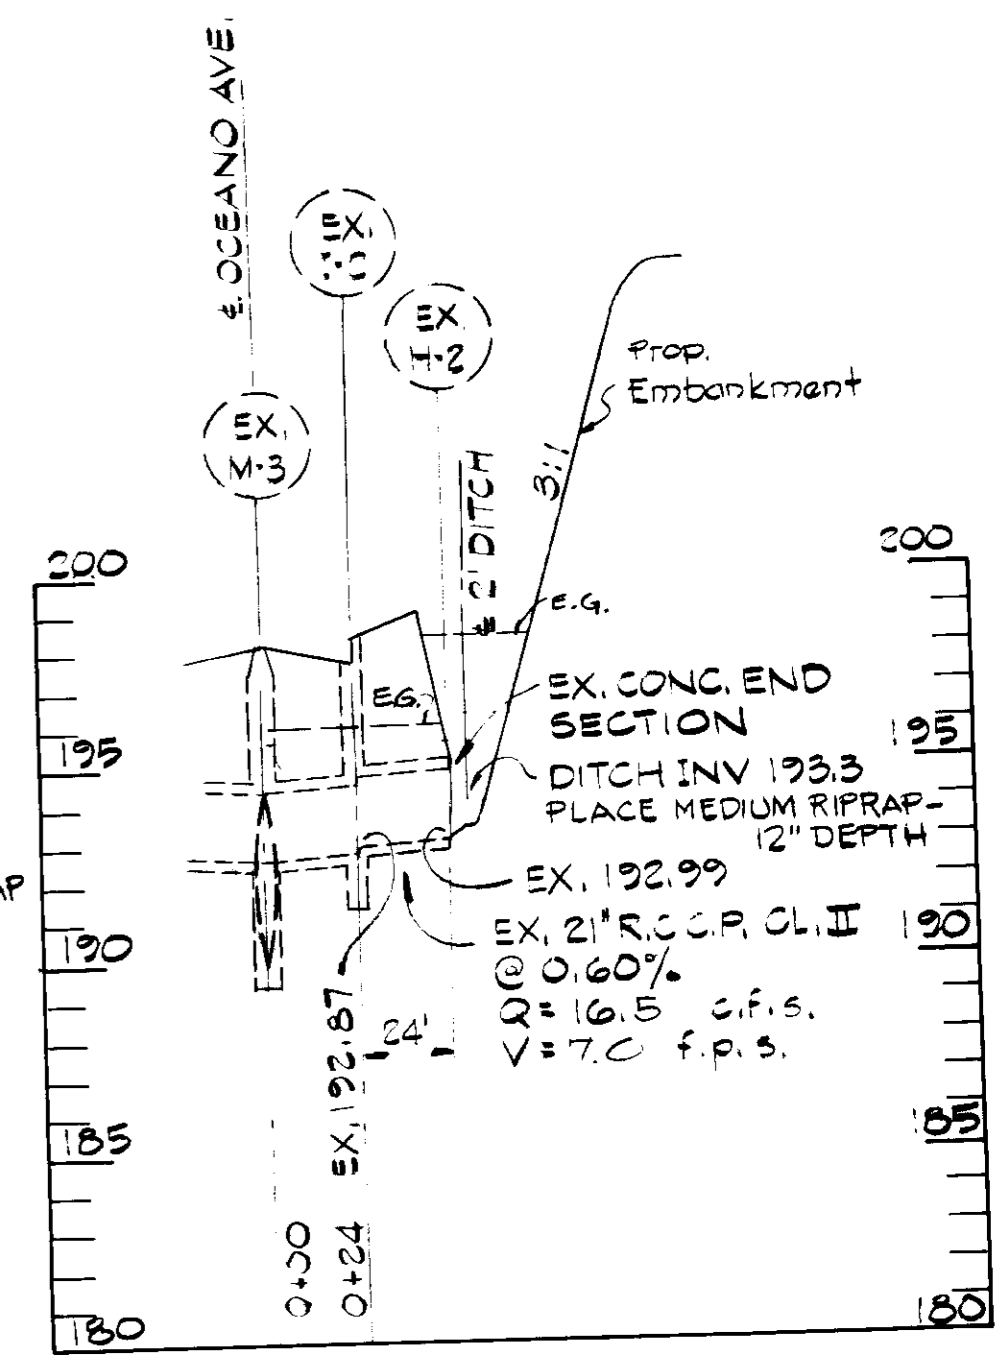 ℄ OCEANO AVE.
EX.
EX.
H-2
EX.
M-3
Prop.
Embankment
3:1
℄ 2' DITCH
200
200
E.G.
E.G.
EX. CONC. END
SECTION
195
195
DITCH INV 193.3
PLACE MEDIUM RIPRAP-
12" DEPTH
EX. 192.99
EX. 21" R.C.C.P. CL. II
@ 0.60%
Q = 16.5 c.f.s.
V = 7.0 f.p.s.
190
190
24'
EX. 192.87
185
185
0+00
0+24
180
180